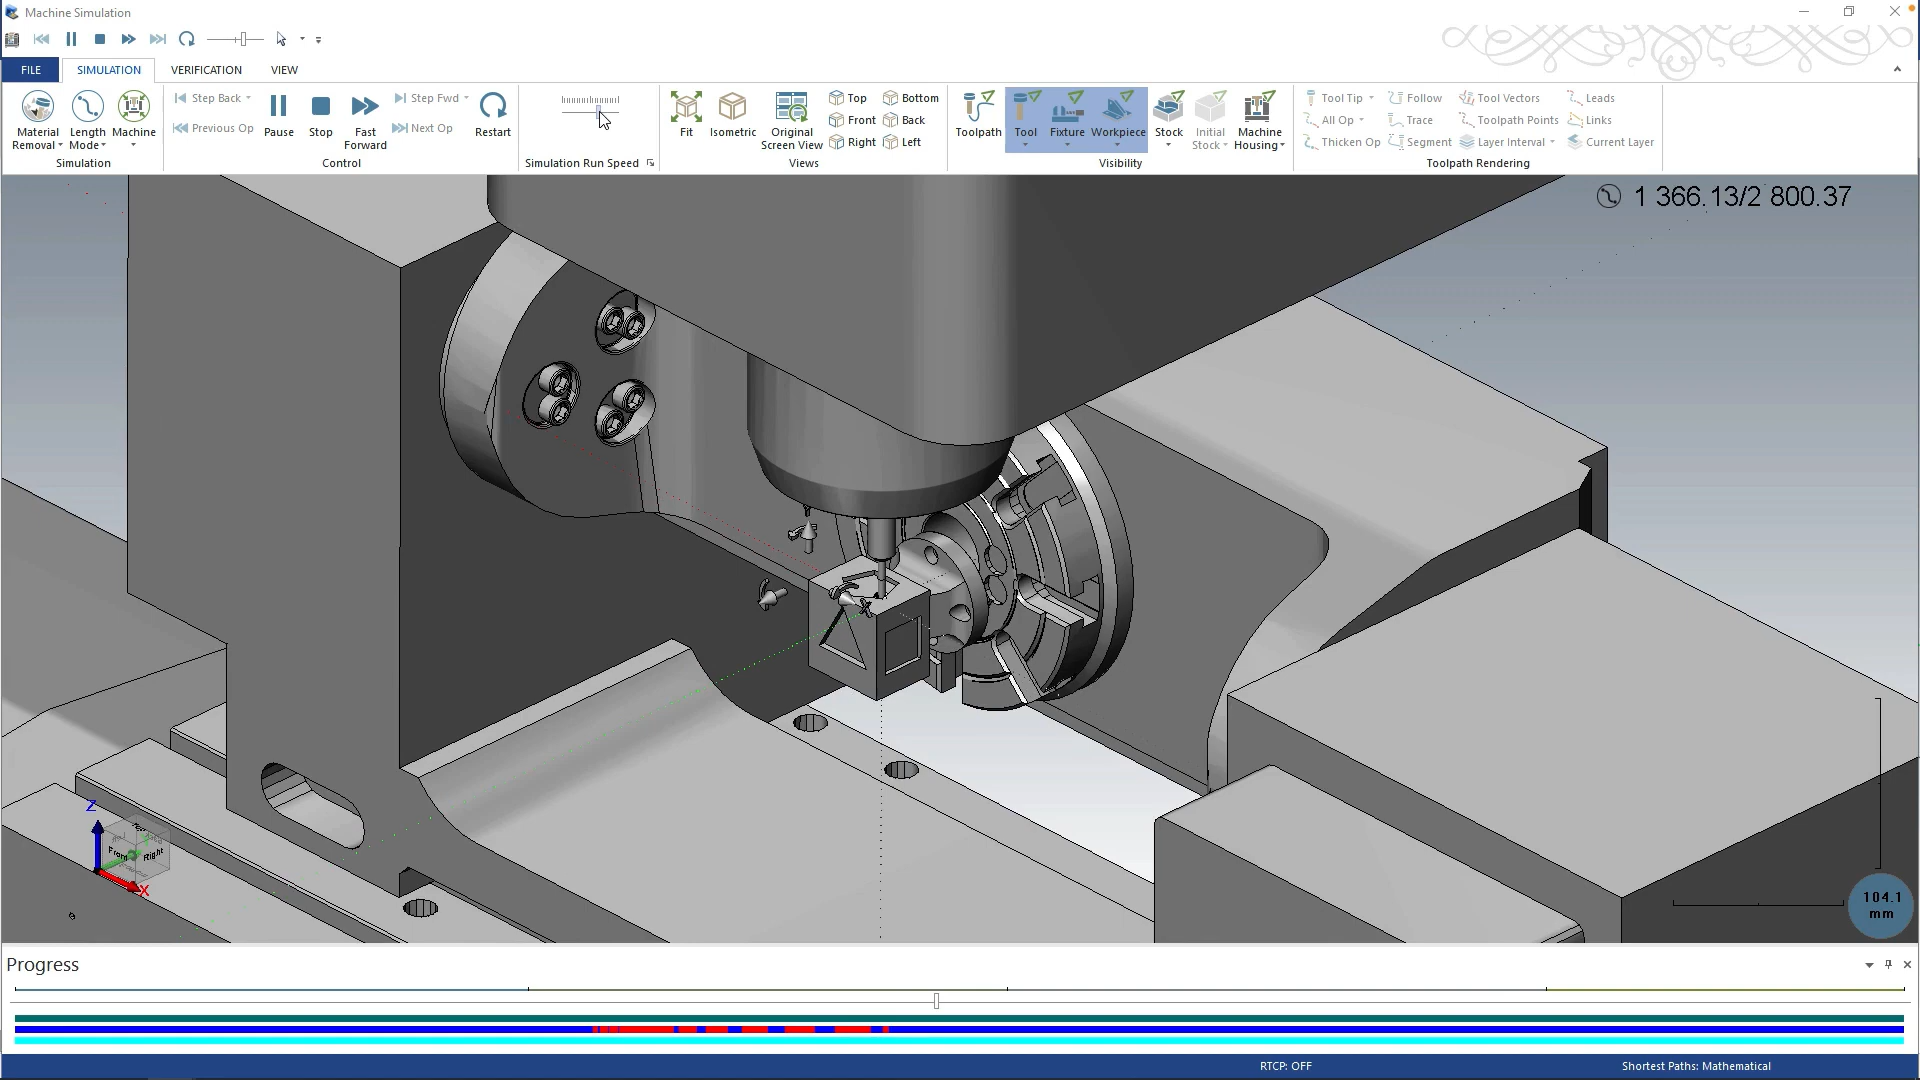 Machine Simulation
FILE SIMULATION VERIFICATION VIEW
Material Removal
Length Mode
Machine
Simulation
Step Back
Previous Op
Pause
Stop
Fast Forward
Step Fwd
Next Op
Restart
Control
Simulation Run Speed
Fit
Isometric
Original Screen View
Top
Front
Right
Bottom
Back
Left
Views
Toolpath
Tool
Fixture
Workpiece
Stock
Initial Stock
Machine Housing
Visibility
Tool Tip
All Op
Thicken Op
Follow
Trace
Segment
Tool Vectors
Toolpath Points
Layer Interval
Leads
Links
Current Layer
Toolpath Rendering
1 366.13/2 800.37
X
Z
Front
Right
X
104.1
mm
Progress
RTCP: OFF
Shortest Paths: Mathematical